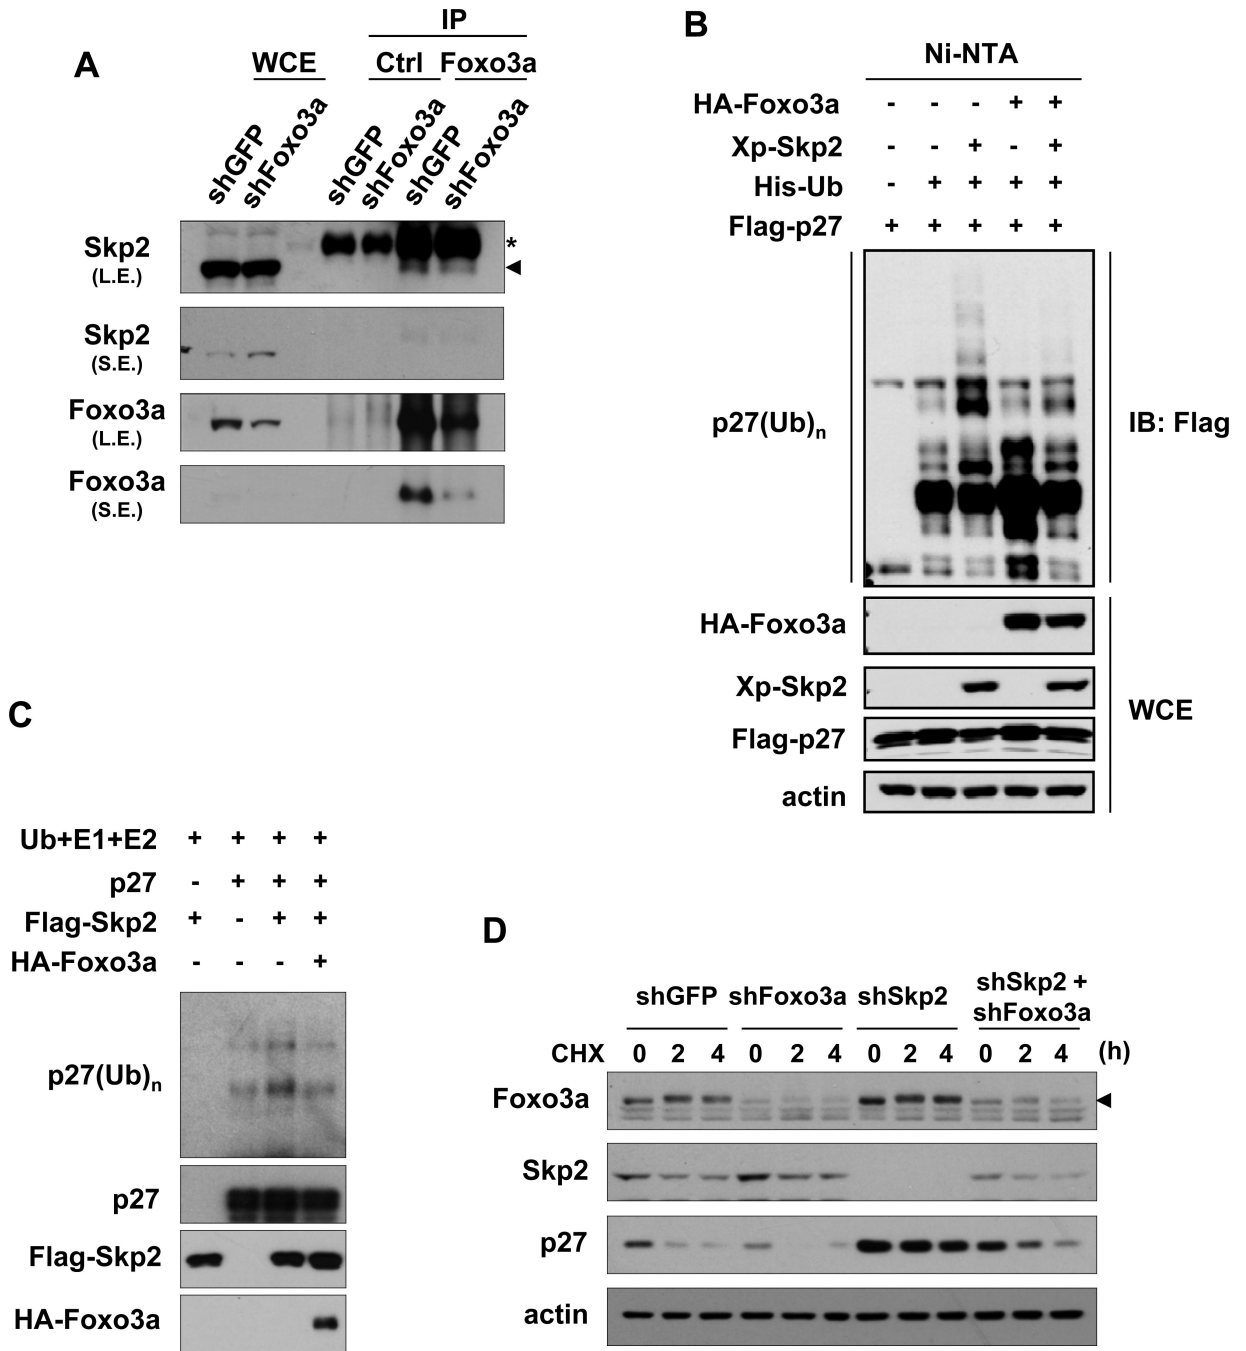 A
IP
WCE
Ctrl
Foxo3a
shGFP
shFoxo3a
shGFP
shFoxo3a
shGFP
shFoxo3a
Skp2
(L.E.)
*
Skp2
(S.E.)
Foxo3a
(L.E.)
Foxo3a
(S.E.)
B
Ni-NTA
HA-Foxo3a - - - + +
Xp-Skp2 - - + - +
His-Ub - + + + +
Flag-p27 + + + + +
p27(Ub)n
IB: Flag
HA-Foxo3a
Xp-Skp2
Flag-p27
actin
WCE
C
Ub+E1+E2 + + + +
p27 - + + +
Flag-Skp2 + - + +
HA-Foxo3a - - - +
p27(Ub)n
p27
Flag-Skp2
HA-Foxo3a
D
shGFP shFoxo3a shSkp2 shSkp2 +
shFoxo3a
CHX 0 2 4 0 2 4 0 2 4 0 2 4 (h)
Foxo3a
Skp2
p27
actin